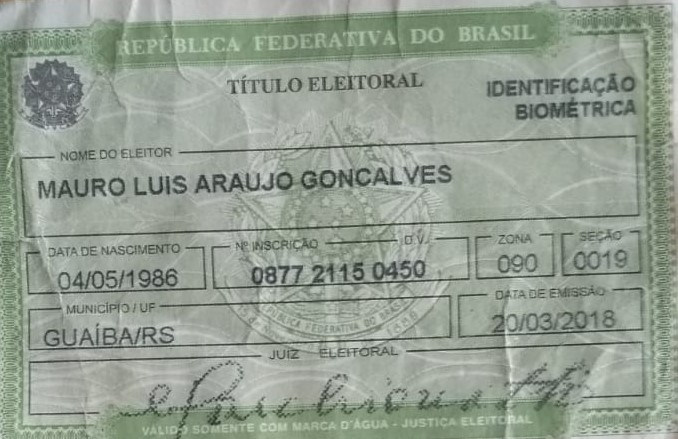 REPÚBLICA FEDERATIVA DO BRASIL
TÍTULO ELEITORAL
IDENTIFICAÇÃO
BIOMÉTRICA
NOME DO ELEITOR
MAURO LUIS ARAUJO GONCALVES
DATA DE NASCIMENTO Nº INSCRIÇÃO D.V. ZONA SEÇÃO
04/05/1986 0877 2115 0450 090 0019
MUNICÍPIO / UF DATA DE EMISSÃO
GUAÍBA/RS 20/03/2018
JUIZ ELEITORAL
VÁLIDO SOMENTE COM MARCA D'ÁGUA - JUSTIÇA ELEITORAL